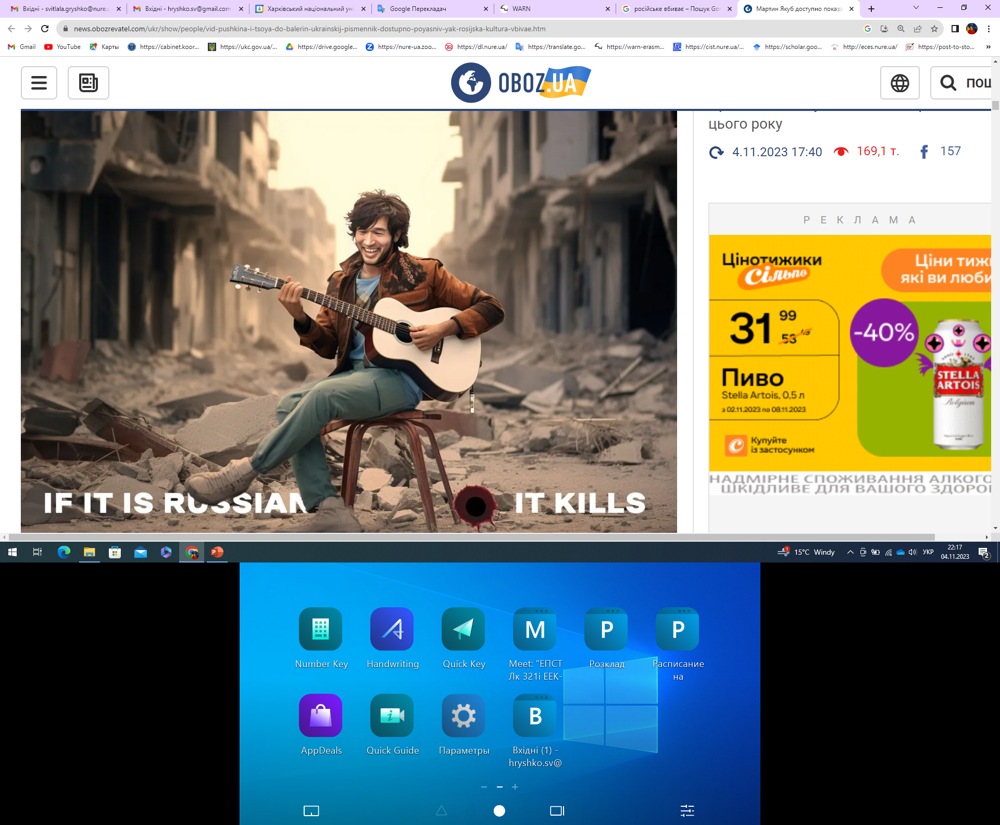 Вхідні - svitlala.gryshko@nure.u
Вхідні - hryshko.sv@gmail.com
Харківський національний уні
Google Перекладач
WARN
російське вбиває – Пошук Goo
Мартин Якуб доступно показа
news.obozrevatel.com/ukr/show/people/vid-pushkina-i-tsoya-do-balerin-ukrainskij-pismennik-dostupno-poyasniv-yak-rosijska-kultura-vbivae.htm
Gmail
YouTube
Карты
https://cabinet.koor...
https://ukc.gov.ua/...
https://drive.google...
https://nure-ua.zoo...
https://dl.nure.ua/
https://translate.go...
https://warn-erasm...
https://cist.nure.ua/...
https://scholar.goo...
http://eces.nure.ua/
https://post-to-sto...
»
OBOZ.UA
ПОШ
цього року
4.11.2023 17:40
169,1 т.
157
РЕКЛАМА
Цінотижики
Сільпо
Ціни тиж
які ви люби
31 99
53 49
-40%
Пиво
Stella Artois, 0,5 л
з 02.11.2023 по 08.11.2023
STELLA
ARTOIS
Belgium
Купуйте
із застосунком
НАДМІРНЕ СПОЖИВАННЯ АЛКОГО
ШКІДЛИВЕ ДЛЯ ВАШОГО ЗДОРО
IF IT IS RUSSIAN IT KILLS
15°C Windy
УКР
22:17
04.11.2023
2
Number Key
Handwriting
Quick Key
M
Meet: "ЕПСТ
Лк 321і ЕЕК-
P
Розклад
P
Расписание
на
AppDeals
Quick Guide
Параметры
B
Вхідні (1) -
hryshko.sv@